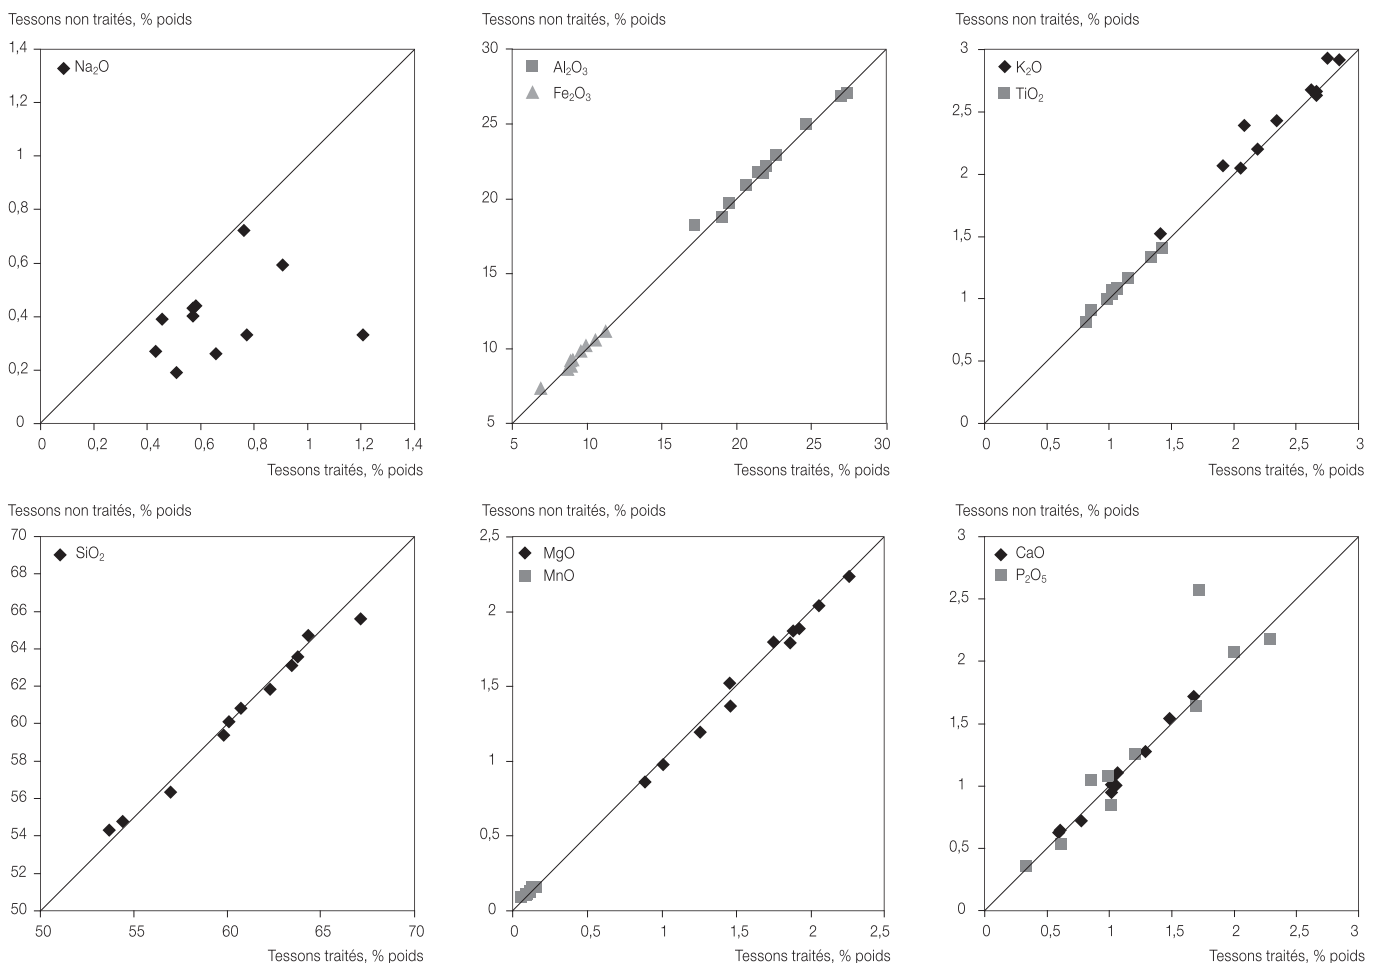 Tessons non traités, % poids
1,4
1,2
1
0,8
0,6
0,4
0,2
0
Na₂O
0 0,2 0,4 0,6 0,8 1 1,2 1,4
Tessons traités, % poids
Tessons non traités, % poids
30
25
20
15
10
5
Al₂O₃
Fe₂O₃
5 10 15 20 25 30
Tessons traités, % poids
Tessons non traités, % poids
3
2,5
2
1,5
1
0,5
0
K₂O
TiO₂
0 0,5 1 1,5 2 2,5 3
Tessons traités, % poids
Tessons non traités, % poids
70
68
66
64
62
60
58
56
54
52
50
SiO₂
50 55 60 65 70
Tessons traités, % poids
Tessons non traités, % poids
2,5
2
1,5
1
0,5
0
MgO
MnO
0 0,5 1 1,5 2 2,5
Tessons traités, % poids
Tessons non traités, % poids
3
2,5
2
1,5
1
0,5
0
CaO
P₂O₅
0 0,5 1 1,5 2 2,5 3
Tessons traités, % poids